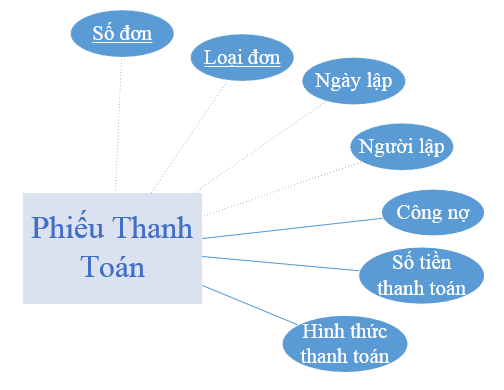 Số đơn
Loại đơn
Ngày lập
Người lập
Phiếu Thanh
Toán
Công nợ
Số tiền
thanh toán
Hình thức
thanh toán